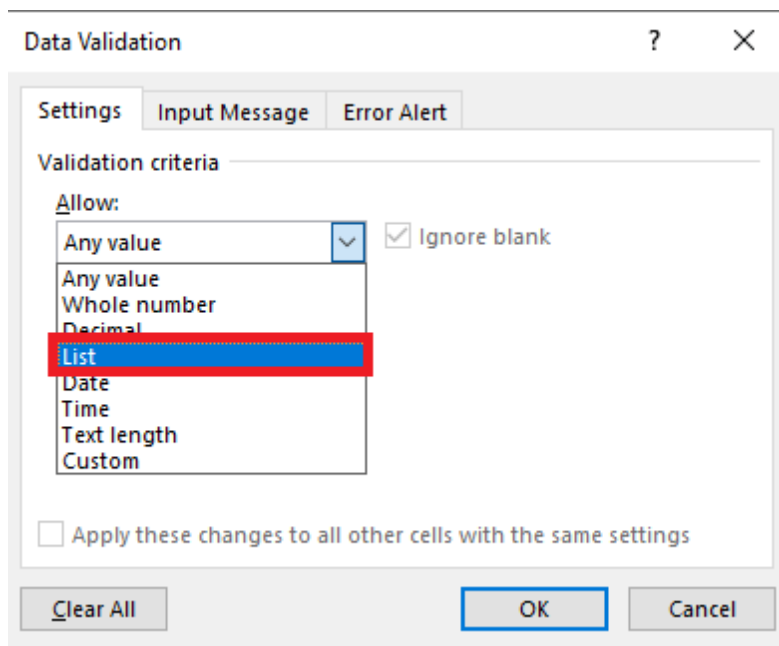 Data Validation ?
Settings Input Message Error Alert
Validation criteria
Allow:
Any value Ignore blank
Any value
Whole number
Decimal
List
Date
Time
Text length
Custom
Apply these changes to all other cells with the same settings
Clear All OK Cancel